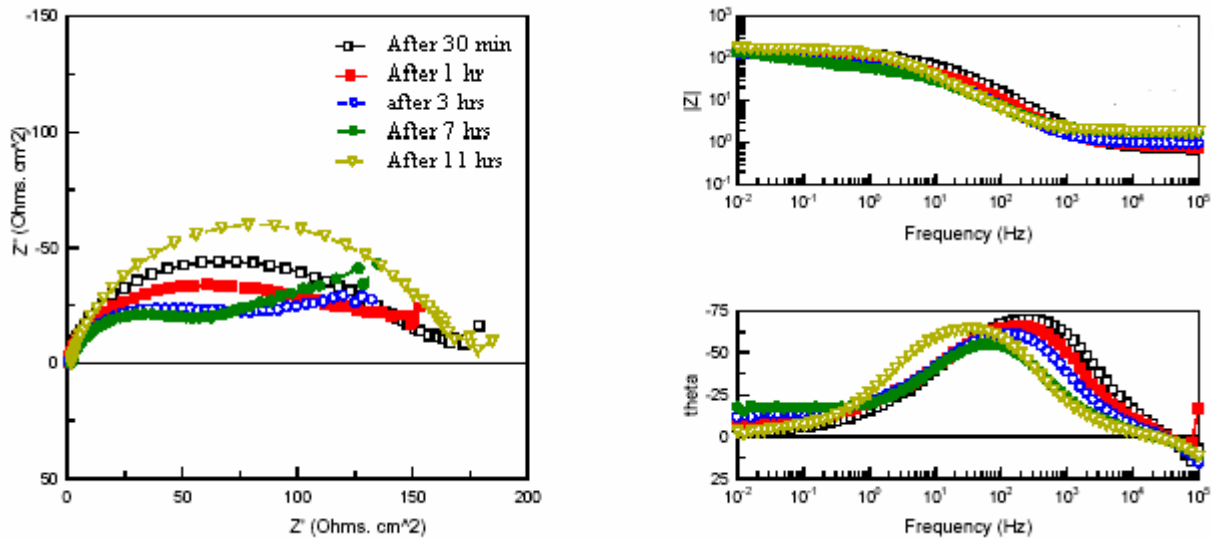 -150
-100
-50
0
50
Z'' (Ohms. cm^2)
After 30 min
After 1 hr
after 3 hrs
After 7 hrs
After 11 hrs
0 50 100 150 200
Z' (Ohms. cm^2)
10^3
10^2
10^1
10^0
10^-1
|Z|
10^-2 10^-1 10^0 10^1 10^2 10^3 10^4 10^5
Frequency (Hz)
-75
-50
-25
0
25
theta
10^-2 10^-1 10^0 10^1 10^2 10^3 10^4 10^5
Frequency (Hz)